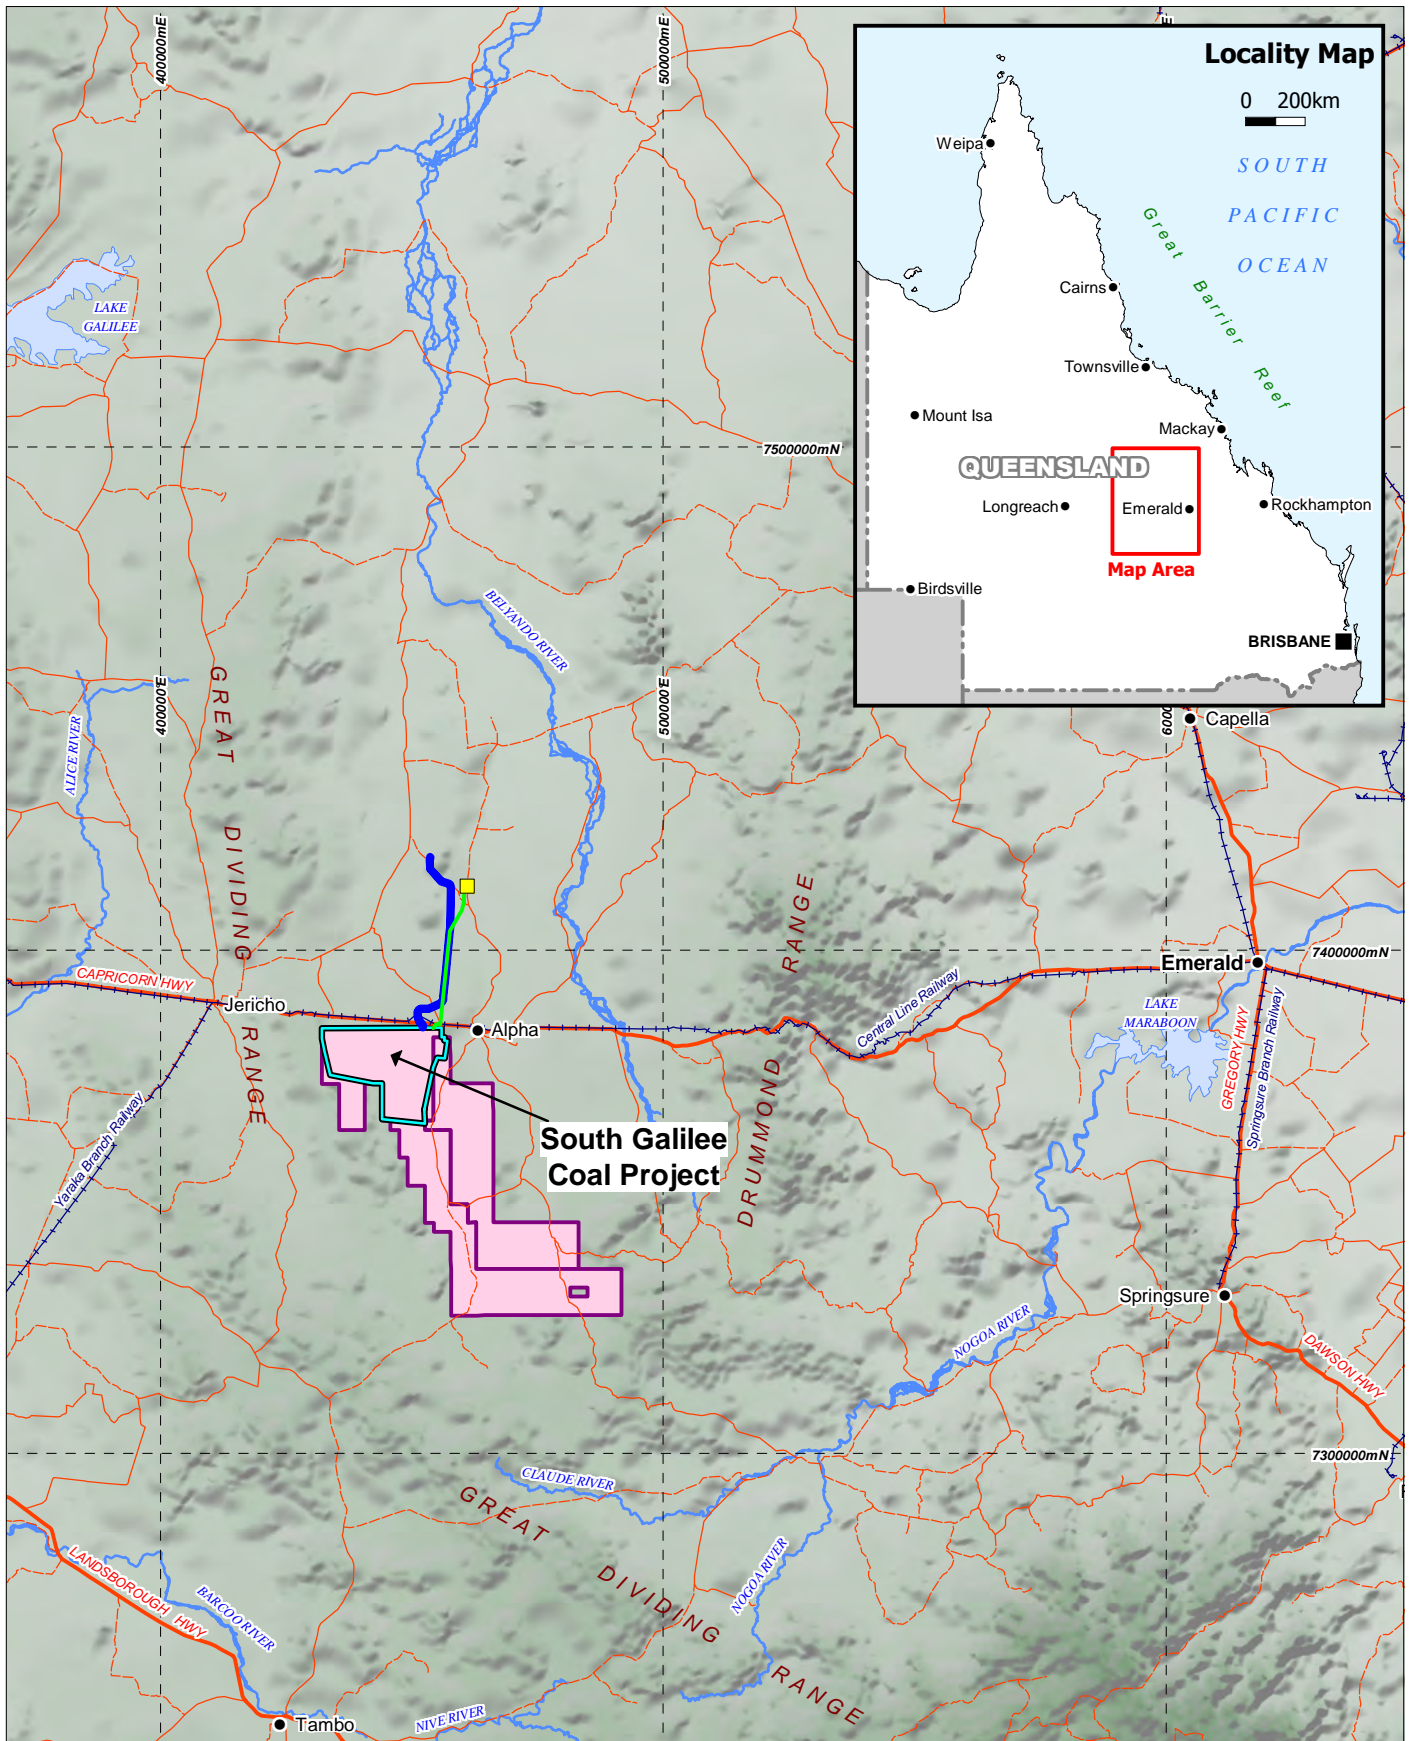 400000mE
500000mE
E
Locality Map
0 200km
SOUTH
PACIFIC
OCEAN
Great Barrier Reef
Weipa
Cairns
Townsville
Mount Isa
Mackay
QUEENSLAND
Longreach
Emerald
Rockhampton
Map Area
Birdsville
BRISBANE
LAKE
GALILEE
7500000mN
BELYANDO RIVER
400000'E
500000'E
6000
Capella
ALICE RIVER
GREAT DIVIDING RANGE
DRUMMOND RANGE
7400000mN
CAPRICORN HWY
Jericho
Alpha
Emerald
Central Line Railway
LAKE
MARABOON
GREGORY HWY
Springsure Branch Railway
Yaraka Branch Railway
South Galilee
Coal Project
Springsure
NOGOA RIVER
DAWSON HWY
7300000mN
CLAUDE RIVER
GREAT DIVIDING RANGE
NOGOA RIVER
LANDSBOROUGH HWY
BARCOO RIVER
Tambo
NIVE RIVER